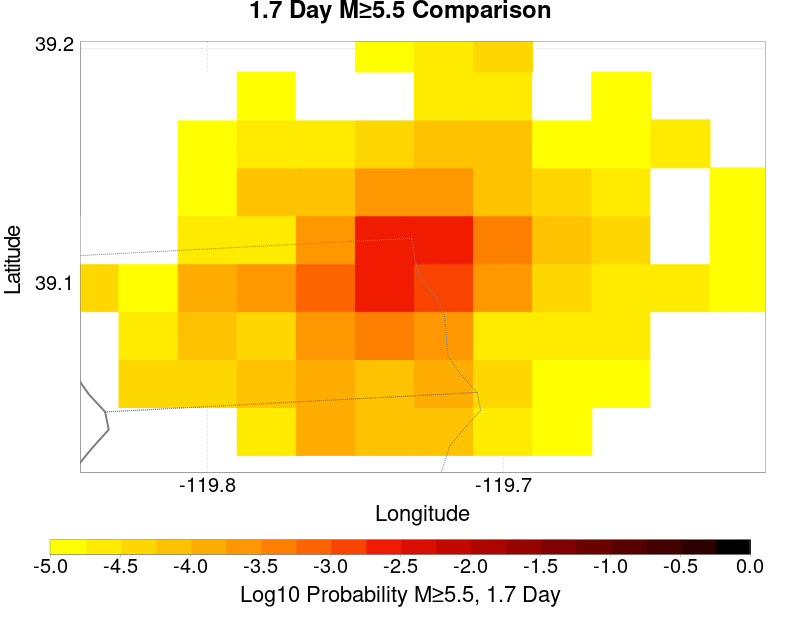 1.7 Day M≥5.5 Comparison
39.2
39.1
Latitude
-119.8 -119.7
Longitude
-5.0 -4.5 -4.0 -3.5 -3.0 -2.5 -2.0 -1.5 -1.0 -0.5 0.0
Log10 Probability M≥5.5, 1.7 Day